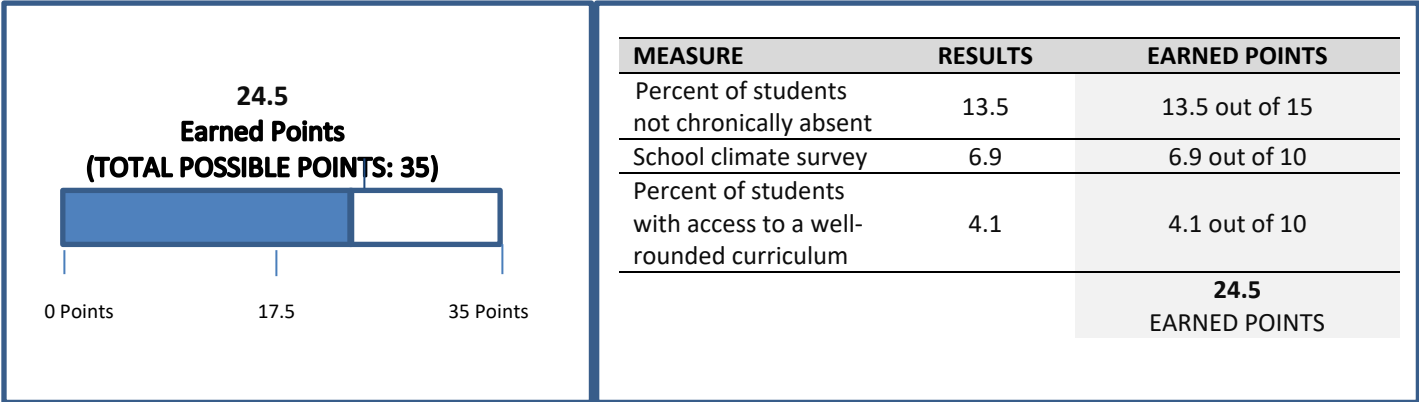 24.5
Earned Points
(TOTAL POSSIBLE POINTS: 35)
0 Points 17.5 35 Points
MEASURE RESULTS EARNED POINTS
Percent of students
not chronically absent 13.5 13.5 out of 15
School climate survey 6.9 6.9 out of 10
Percent of students
with access to a well- 4.1 4.1 out of 10
rounded curriculum
24.5
EARNED POINTS